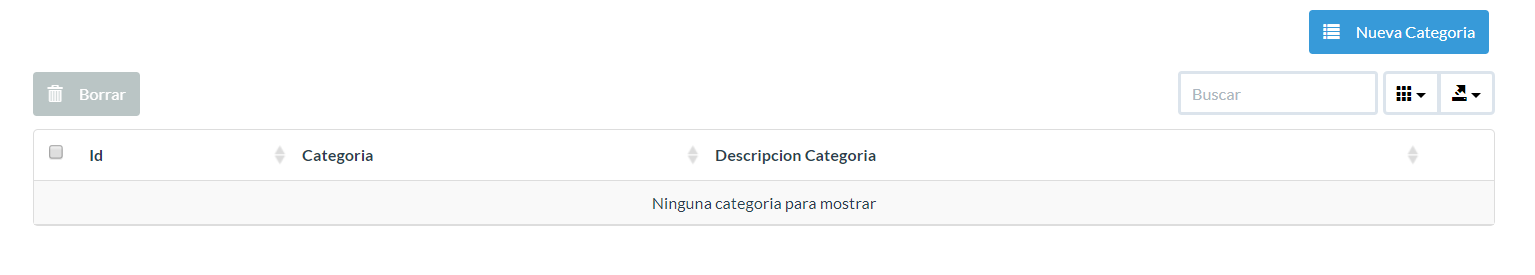 Nueva Categoria
Borrar
Buscar
Id Categoria Descripcion Categoria
Ninguna categoria para mostrar